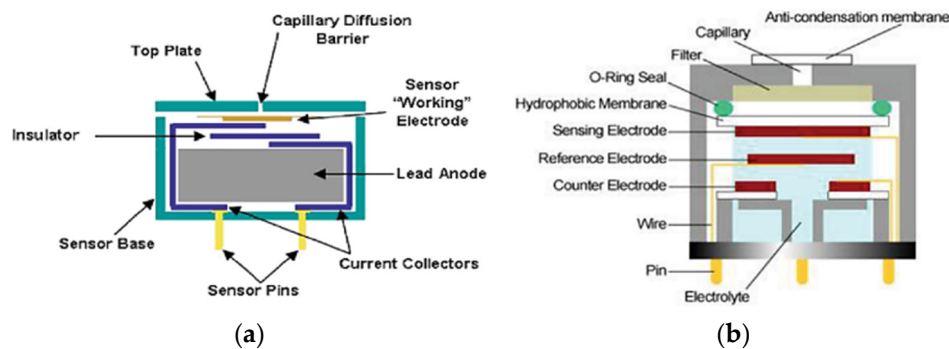 Capillary Diffusion
Barrier
Top Plate
Sensor
"Working"
Electrode
Insulator
Lead Anode
Sensor Base
Current Collectors
Sensor Pins
(a)
Anti-condensation membrane
Capillary
Filter
O-Ring Seal
Hydrophobic Membrane
Sensing Electrode
Reference Electrode
Counter Electrode
Wire
Pin
Electrolyte
(b)